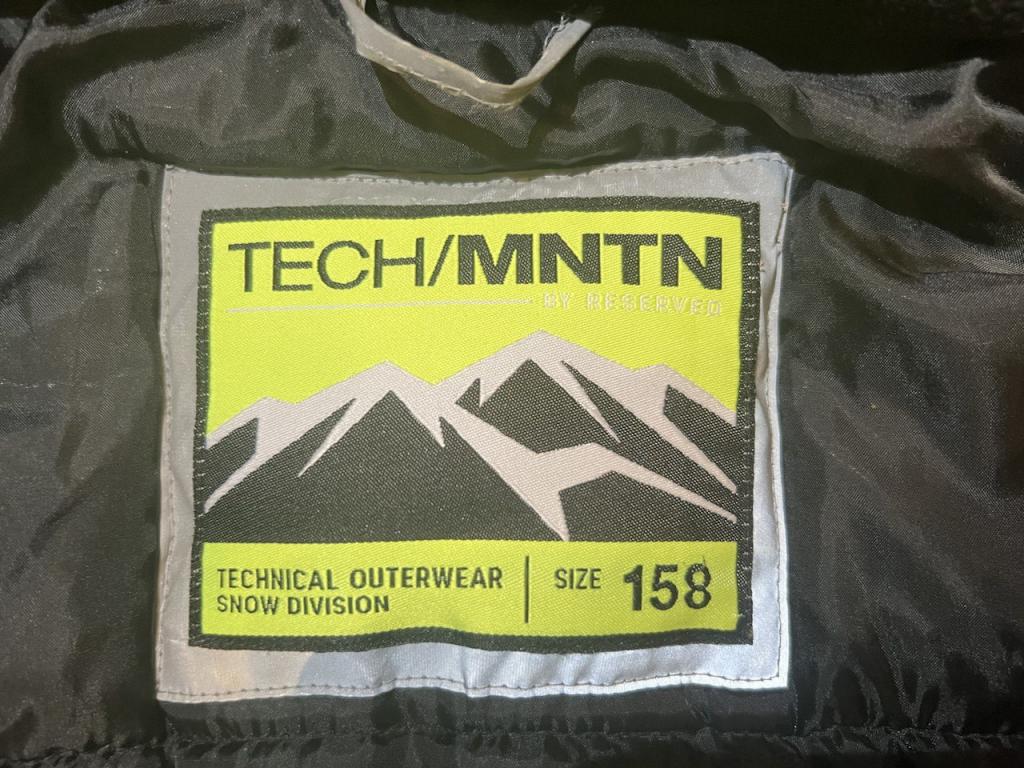 TECH/MNTN
BY RESERVED
TECHNICAL OUTERWEAR
SNOW DIVISION
SIZE 158